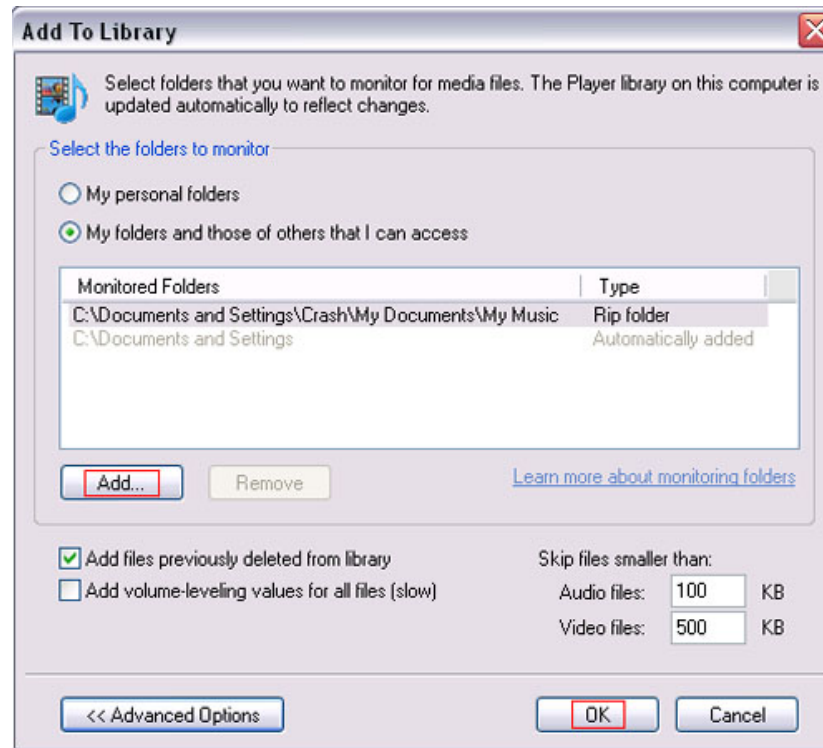 Add To Library
Select folders that you want to monitor for media files. The Player library on this computer is
updated automatically to reflect changes.
Select the folders to monitor
My personal folders
My folders and those of others that I can access
Monitored Folders Type
C:\Documents and Settings\Crash\My Documents\My Music Rip folder
C:\Documents and Settings Automatically added
Add... Remove Learn more about monitoring folders
Add files previously deleted from library Skip files smaller than:
Add volume-leveling values for all files (slow) Audio files: 100 KB
Video files: 500 KB
<< Advanced Options OK Cancel